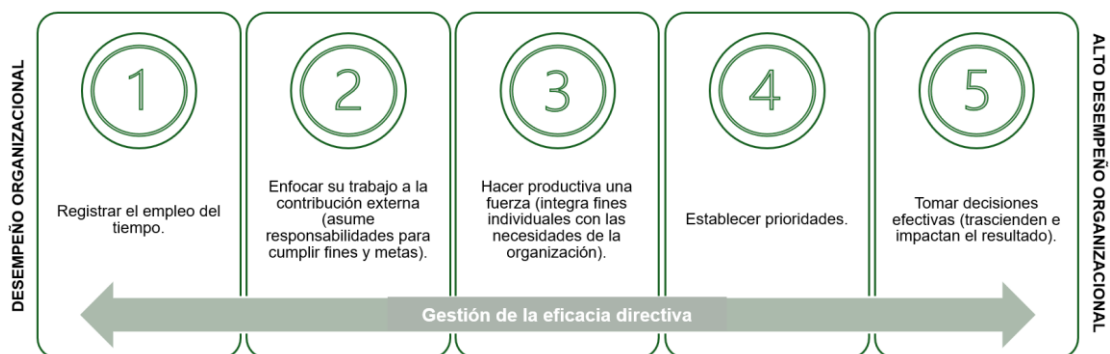 DESEMPEÑO ORGANIZACIONAL
1
Registrar el empleo del
tiempo.
2
Enfocar su trabajo a la
contribución externa
(asume
responsabilidades para
cumplir fines y metas).
3
Hacer productiva una
fuerza (integra fines
individuales con las
necesidades de la
organización).
4
Establecer prioridades.
5
Tomar decisiones
efectivas (trascienden e
impactan el resultado).
ALTO DESEMPEÑO ORGANIZACIONAL
Gestión de la eficacia directiva